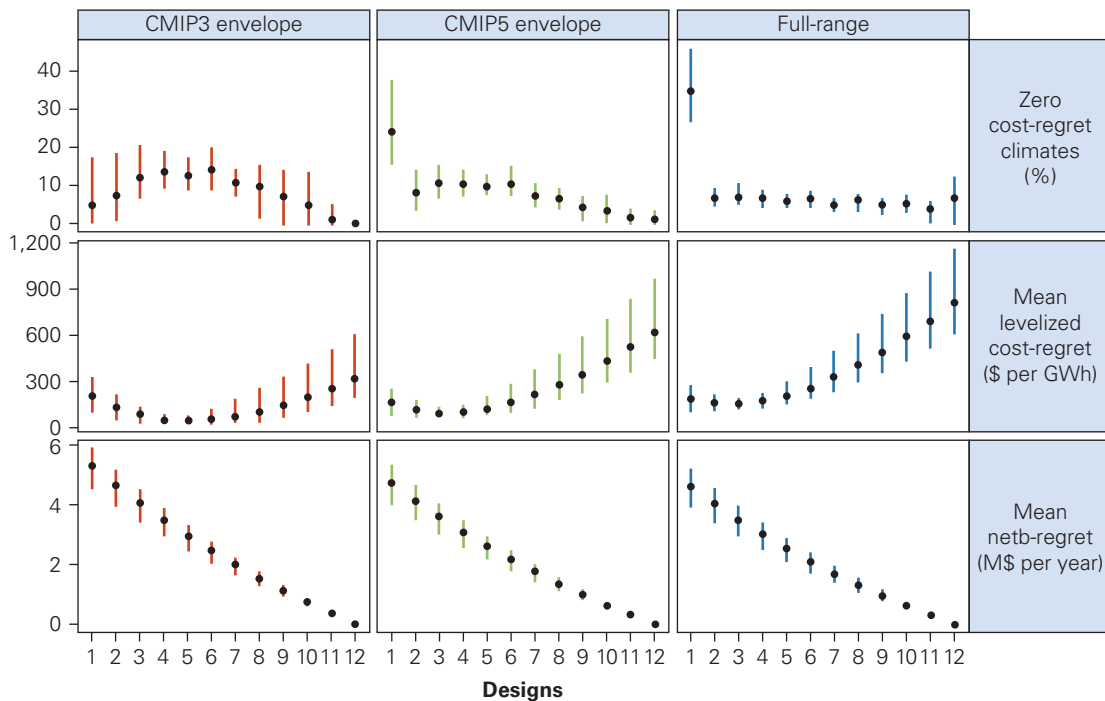 CMIP3 envelope
CMIP5 envelope
Full-range
40
30
20
10
0
Zero
cost-regret
climates
(%)
1,200
900
600
300
0
Mean
levelized
cost-regret
($ per GWh)
6
4
2
0
Mean
netb-regret
(M$ per year)
1 2 3 4 5 6 7 8 9 10 11 12
1 2 3 4 5 6 7 8 9 10 11 12
1 2 3 4 5 6 7 8 9 10 11 12
Designs